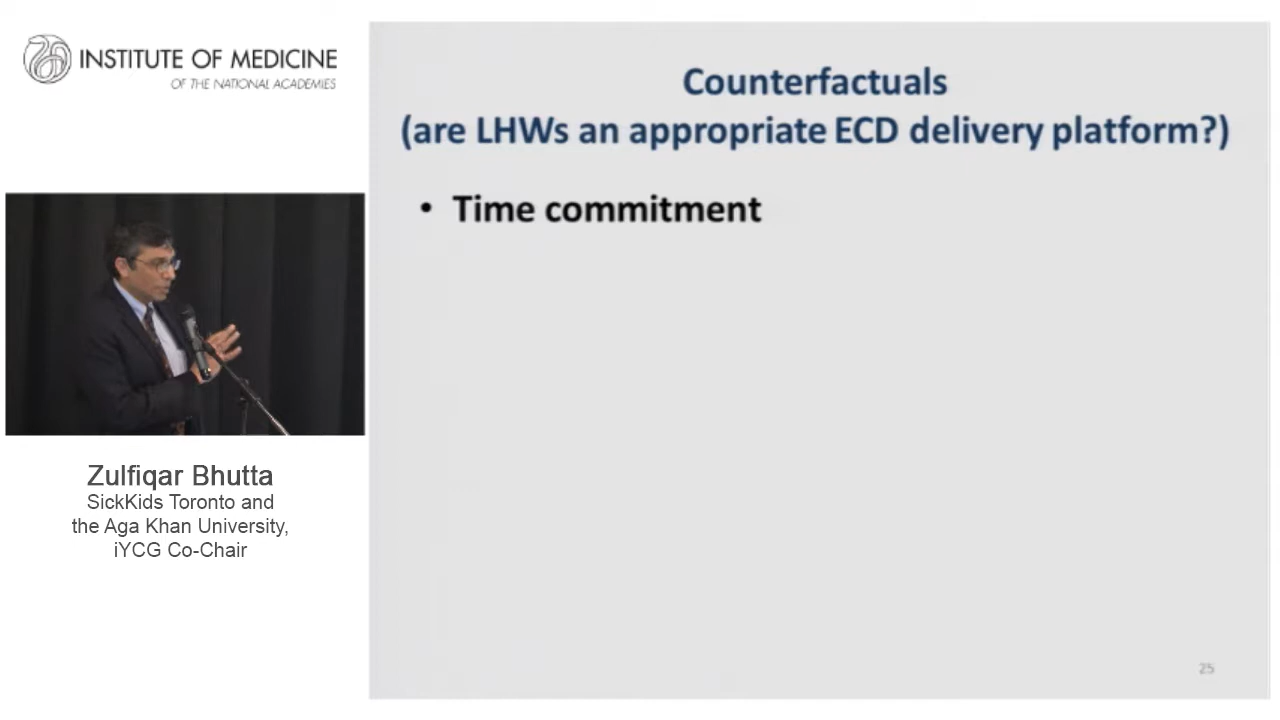 INSTITUTE OF MEDICINE
OF THE NATIONAL ACADEMIES
Counterfactuals
(are LHWs an appropriate ECD delivery platform?)
• Time commitment
Zulfiqar Bhutta
SickKids Toronto and
the Aga Khan University,
iYCG Co-Chair
25